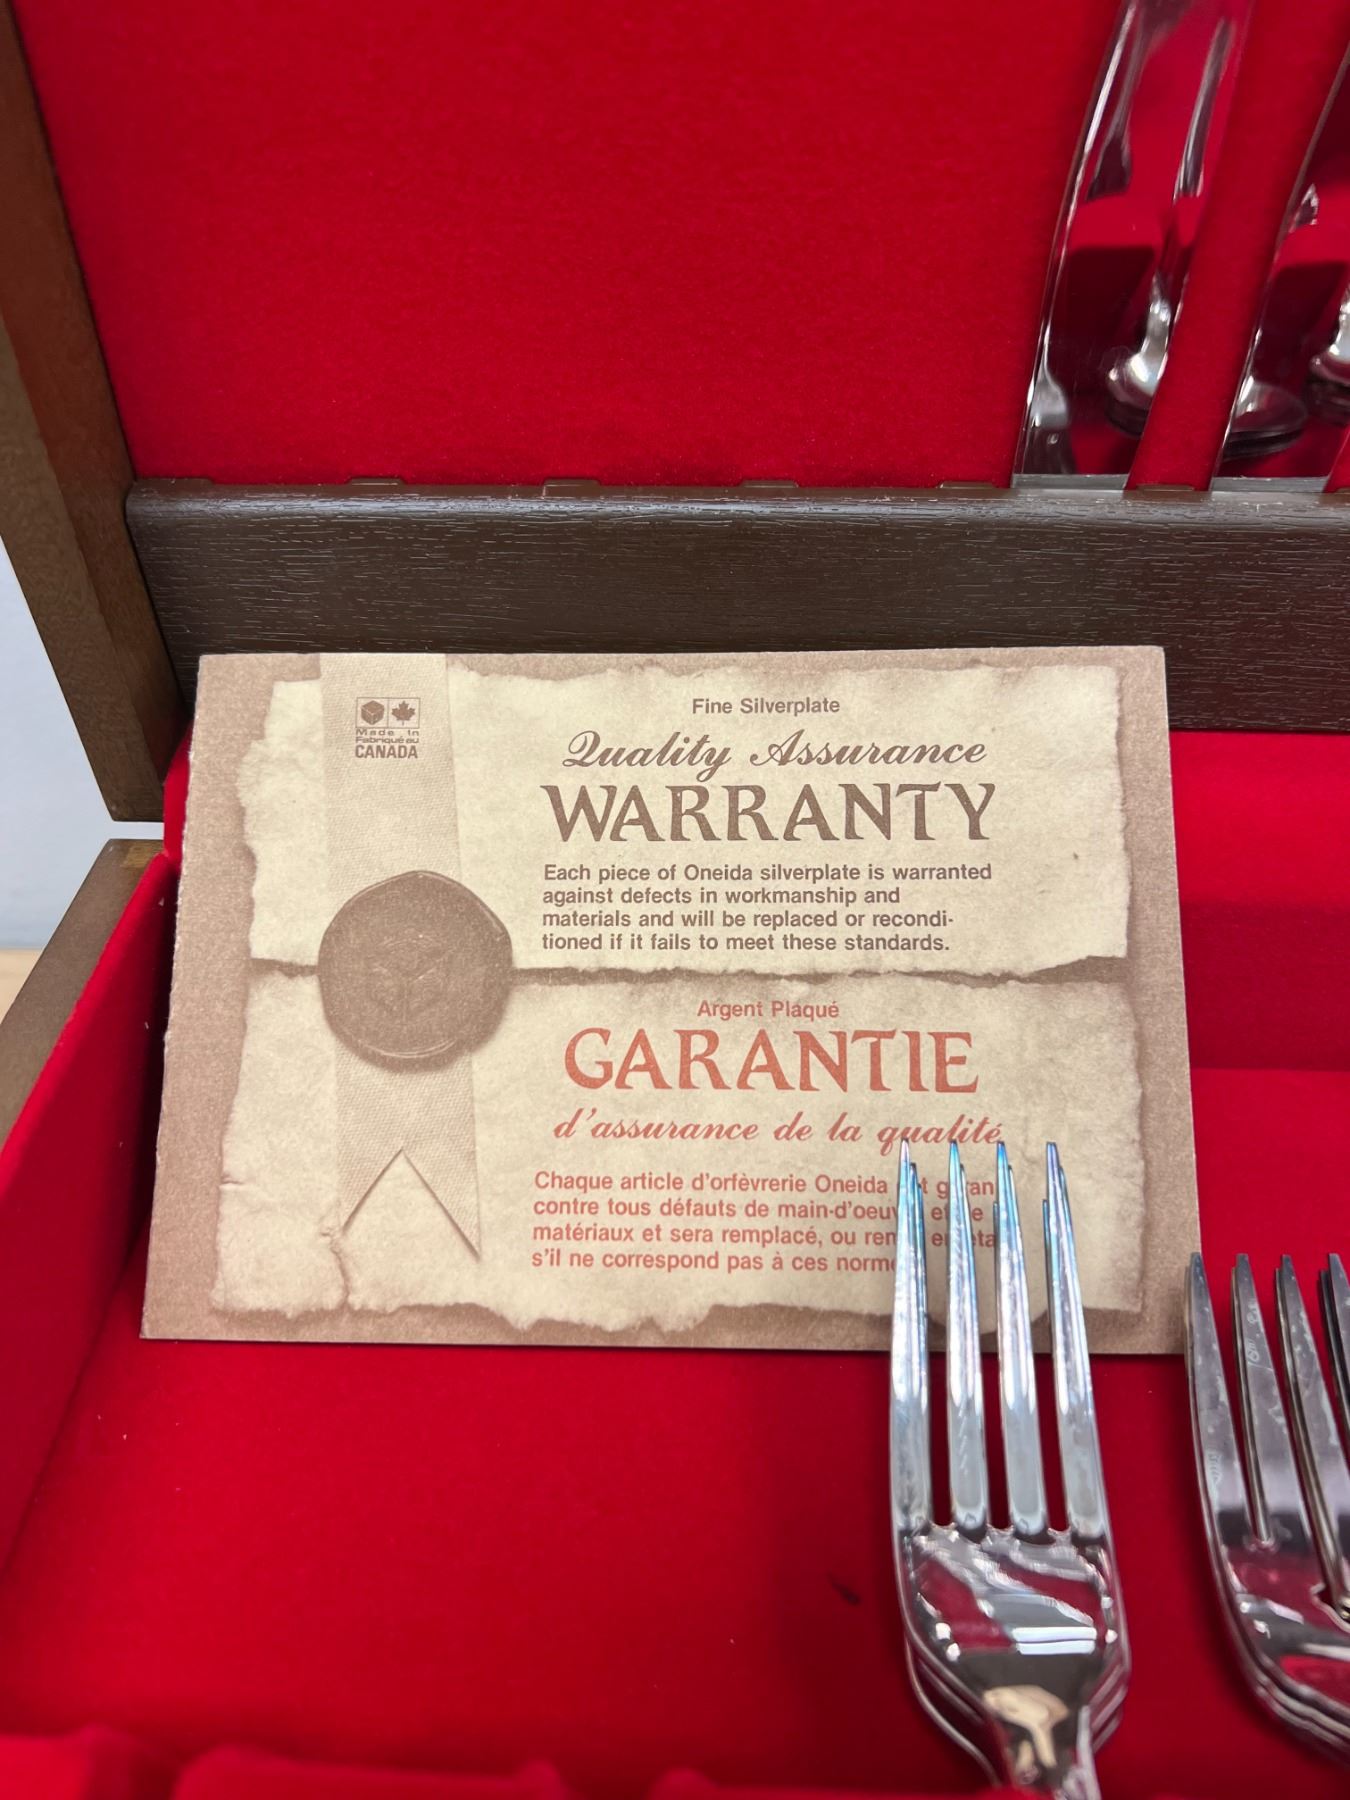 Made in
Fabriqué au
CANADA
Fine Silverplate
Quality Assurance
WARRANTY
Each piece of Oneida silverplate is warranted
against defects in workmanship and
materials and will be replaced or recondi-
tioned if it fails to meet these standards.
Argent Plaqué
GARANTIE
d'assurance de la qualité
Chaque article d'orfèvrerie Oneida
contre tous défauts de main-d'oeuv
matériaux et sera remplacé, ou
s'il ne correspond pas à ces norme